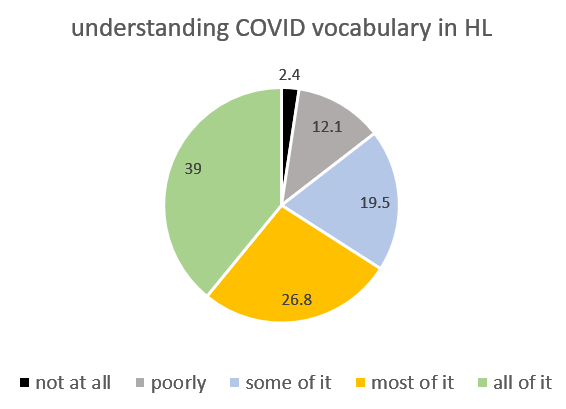 understanding COVID vocabulary in HL
2.4
12.1
39
19.5
26.8
not at all poorly some of it most of it all of it